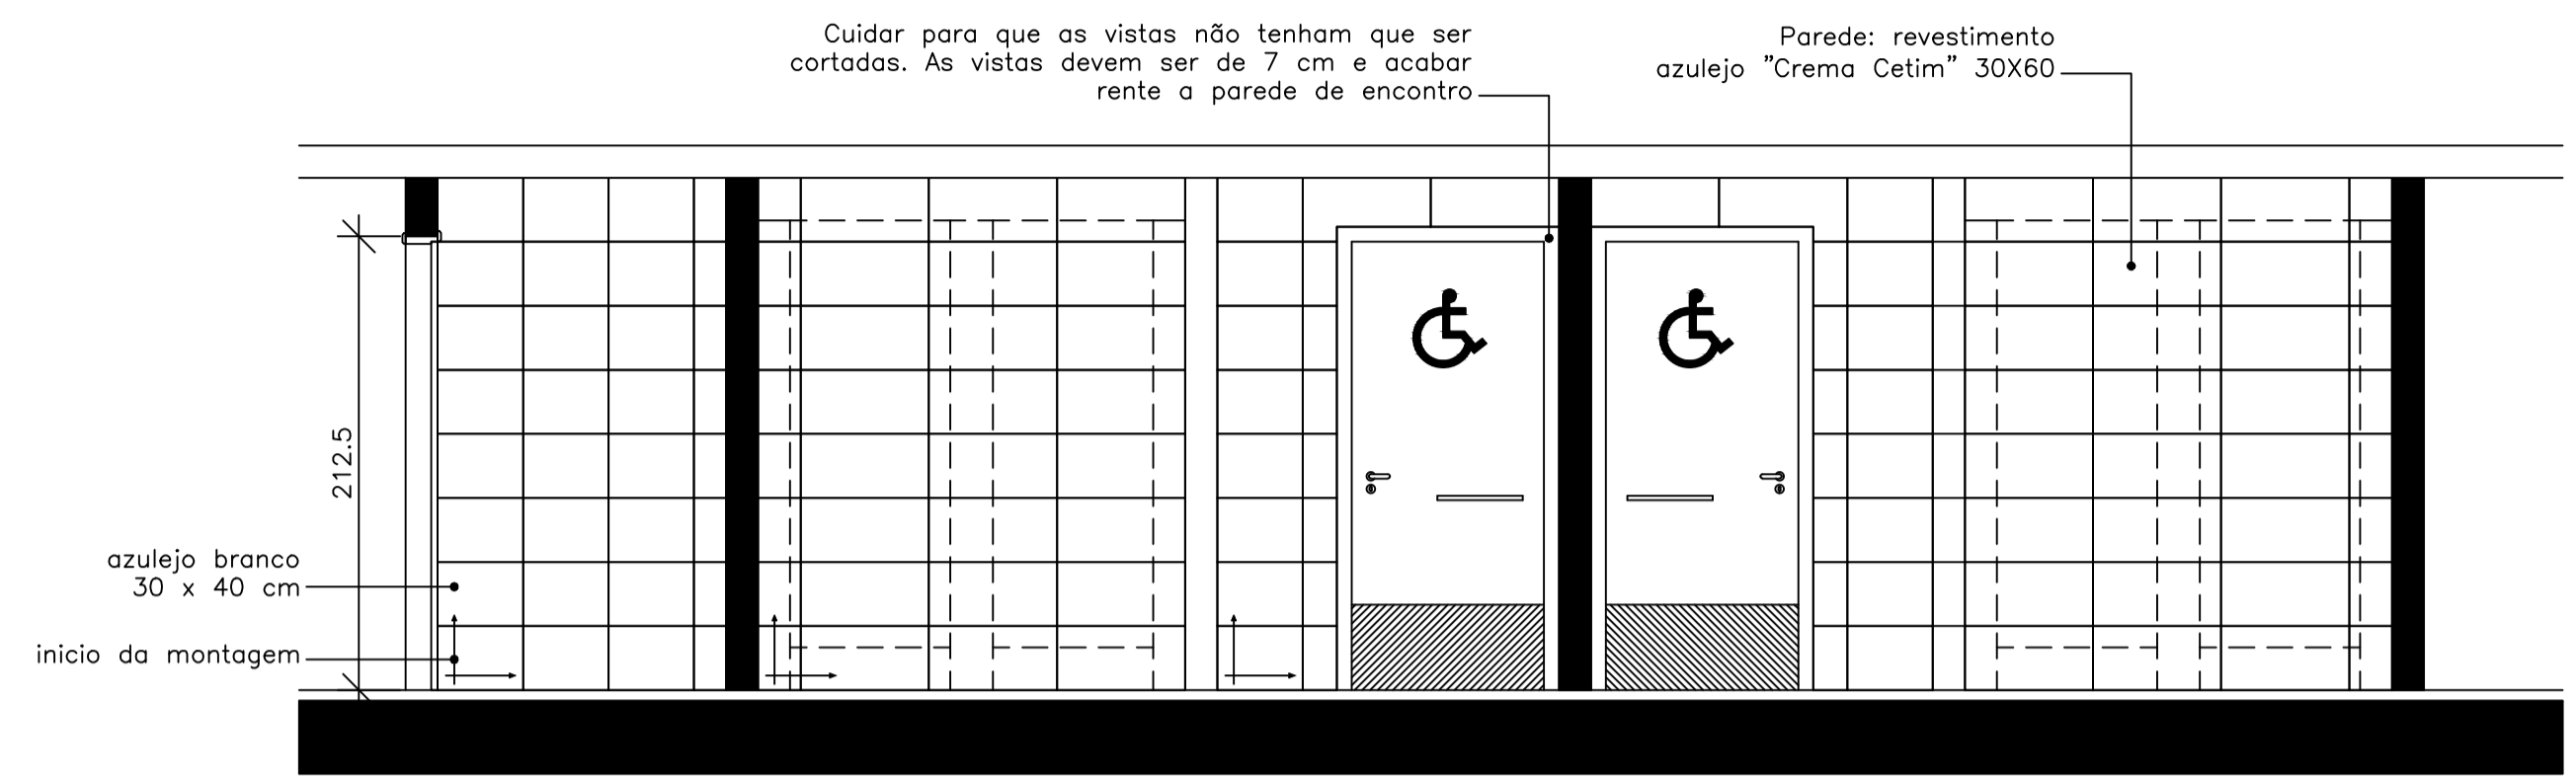 Cuidar para que as vistas não tenham que ser
cortadas. As vistas devem ser de 7 cm e acabar
rente a parede de encontro
Parede: revestimento
azulejo "Crema Cetim" 30X60
212.5
azulejo branco
30 x 40 cm
inicio da montagem